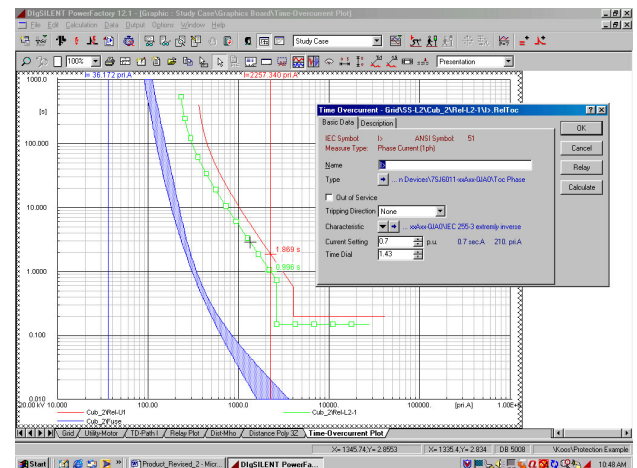 DIgSILENT PowerFactory 12.1 - [Graphic : Study Case\Graphics Board\Time-Overcurrent Plot]
File Edit Calculation Data Output Options Window Help
Study Case
100% Presentation
I= 36.172 pri.A I=2257.340 pri.A
1000.0
[s]
100.000
10.000
1.0000
0.100
0.010
1.869 s
0.986 s
20.00 kV 10.000 100.00 1000.0 10000. 100000. [pri.A] 1.00E+
Cub_2\Rel-U1 Cub_2\Rel-L2-1
Cub_2\Fuse
Time Overcurrent - Grid\SS-L2\Cub_2\Rel-L2-1\I>.RelToc
Basic Data Description
IEC Symbol: I> ANSI Symbol: 51
Measure Type: Phase Current (1ph)
Name I>
Type ... n Devices\7SJ6011-xxAxx-0JA0\Toc Phase
Out of Service
Tripping Direction None
Characteristic ... xxAxx-0JA0\IEC 255-3 extremly inverse
Current Setting 0.7 p.u. 0.7 sec.A 210. pri.A
Time Dial 1.43
OK
Cancel
Relay
Calculate
Grid / Utility-Motor / TD-Path I / Relay Plot / Dist-Mho / Distance Poly 3Z / Time-Overcurrent Plot
X= 1345.74,Y= 2.8553 X= 1335.4,Y= 2.834 DB 5008 \Koos\Protection Example
Start Product_Revised_2 - Micr... DIgSILENT PowerFa... 10:48 AM